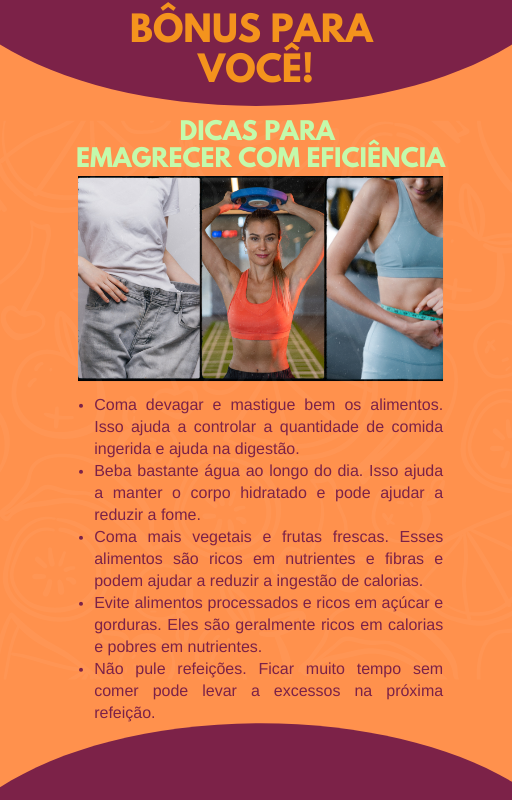 BÔNUS PARA
VOCÊ!
DICAS PARA
EMAGRECER COM EFICIÊNCIA
• Coma devagar e mastigue bem os alimentos.
Isso ajuda a controlar a quantidade de comida
ingerida e ajuda na digestão.
• Beba bastante água ao longo do dia. Isso ajuda
a manter o corpo hidratado e pode ajudar a
reduzir a fome.
• Coma mais vegetais e frutas frescas. Esses
alimentos são ricos em nutrientes e fibras e
podem ajudar a reduzir a ingestão de calorias.
• Evite alimentos processados e ricos em açúcar e
gorduras. Eles são geralmente ricos em calorias
e pobres em nutrientes.
• Não pule refeições. Ficar muito tempo sem
comer pode levar a excessos na próxima
refeição.